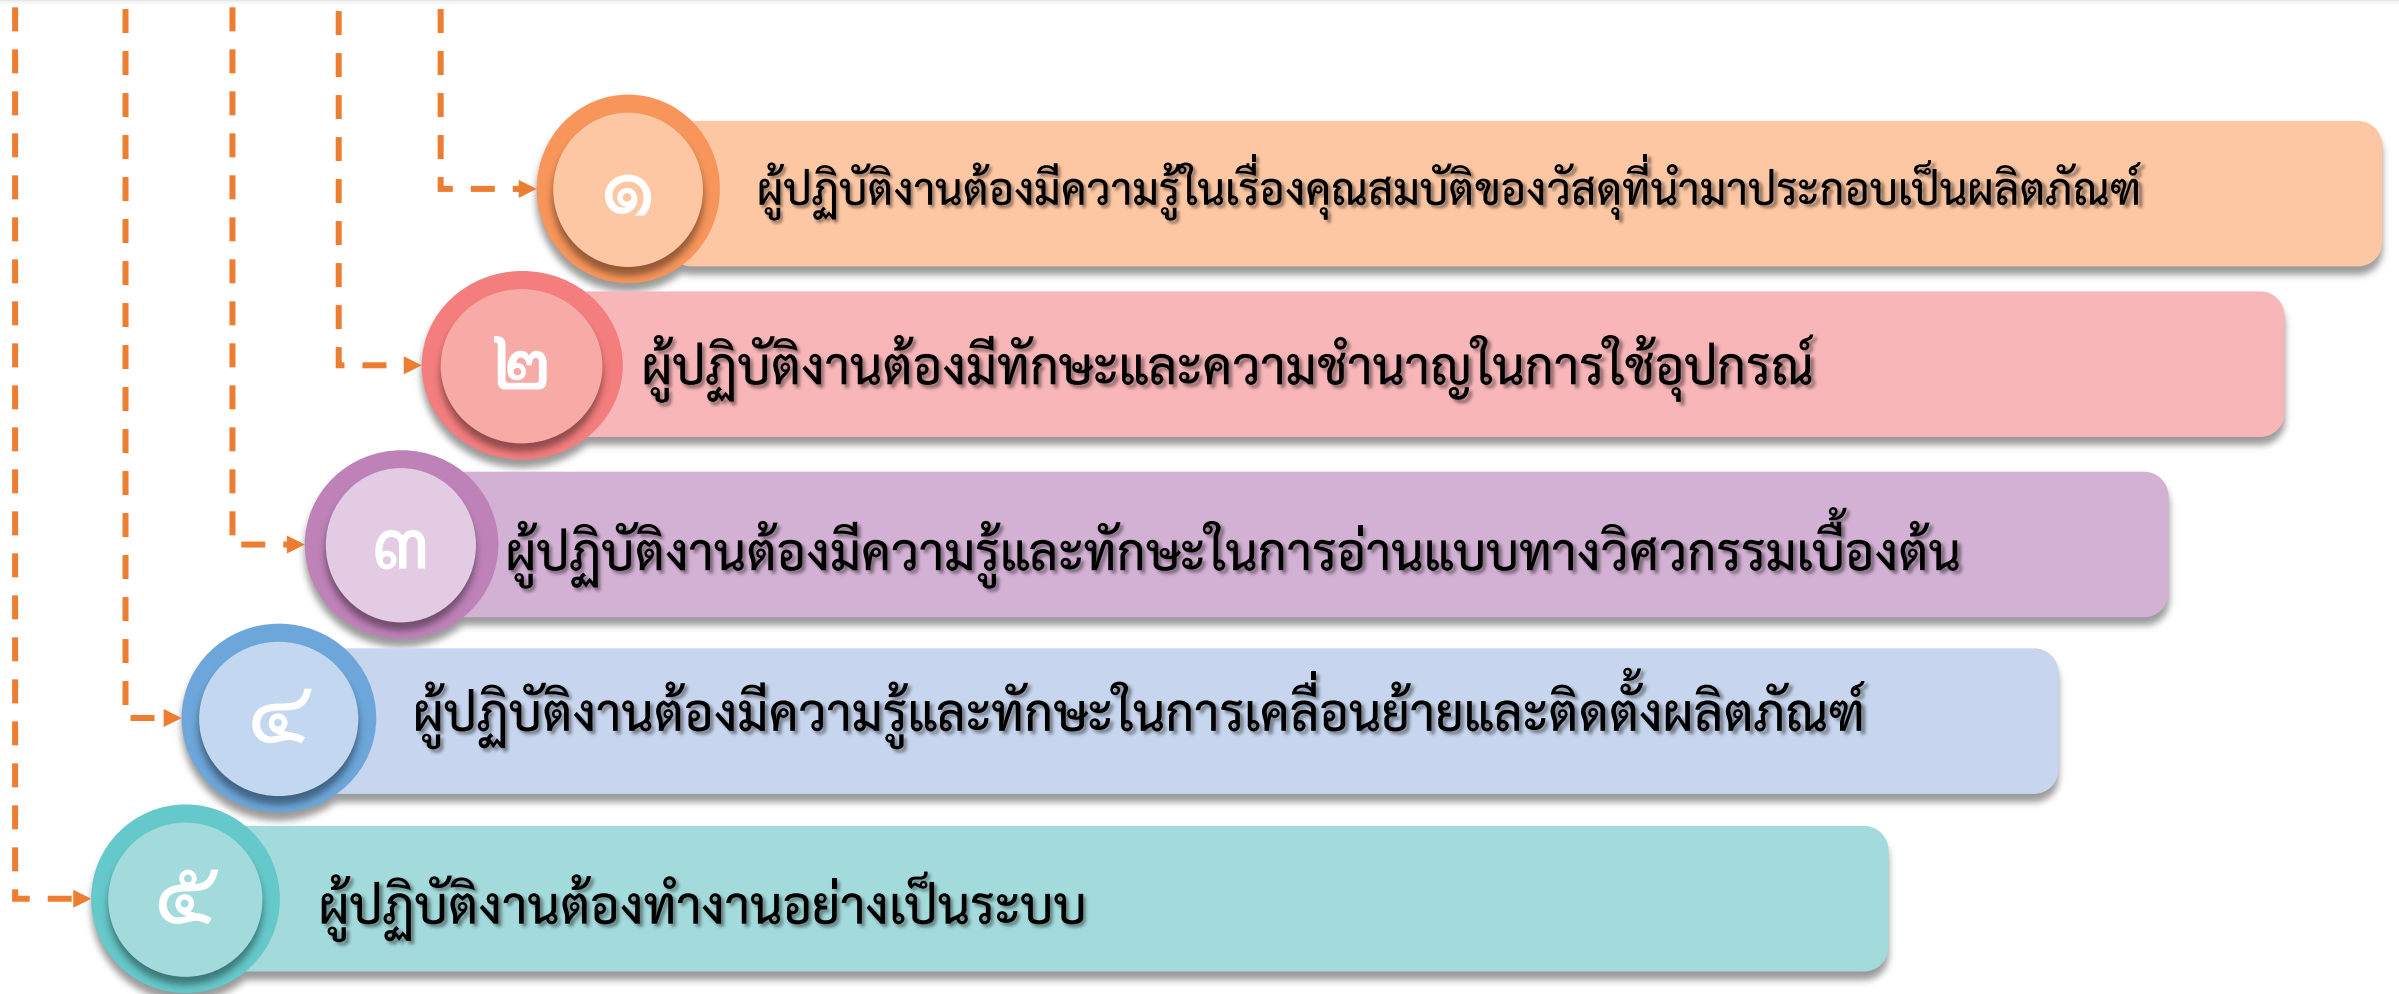 ๑
ผู้ปฏิบัติงานต้องมีความรู้ในเรื่องคุณสมบัติของวัสดุที่นำมาประกอบเป็นผลิตภัณฑ์
๒
ผู้ปฏิบัติงานต้องมีทักษะและความชำนาญในการใช้อุปกรณ์
๓
ผู้ปฏิบัติงานต้องมีความรู้และทักษะในการอ่านแบบทางวิศวกรรมเบื้องต้น
๔
ผู้ปฏิบัติงานต้องมีความรู้และทักษะในการเคลื่อนย้ายและติดตั้งผลิตภัณฑ์
๕
ผู้ปฏิบัติงานต้องทำงานอย่างเป็นระบบ